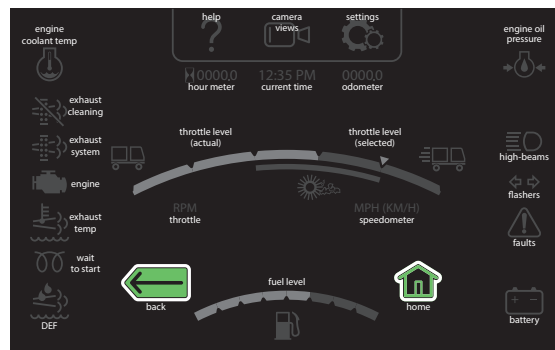 help
camera
views
settings
engine
coolant temp
engine oil
pressure
0000.0
hour meter
12:35 PM
current time
0000.0
odometer
exhaust
cleaning
exhaust
system
engine
exhaust
temp
wait
to start
DEF
throttle level
(actual)
throttle level
(selected)
RPM
throttle
MPH (KM/H)
speedometer
high-beams
flashers
faults
battery
back
fuel level
home